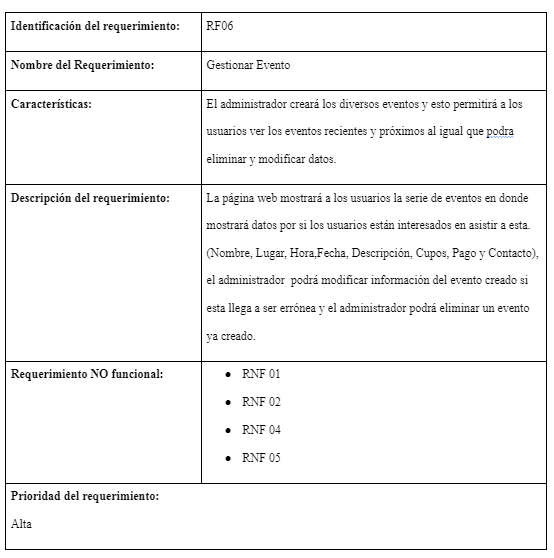 Identificación del requerimiento: RF06
Nombre del Requerimiento: Gestionar Evento
Características: El administrador creará los diversos eventos y esto permitirá a los
usuarios ver los eventos recientes y próximos al igual que podra
eliminar y modificar datos.
Descripción del requerimiento: La página web mostrará a los usuarios la serie de eventos en donde
mostrará datos por si los usuarios están interesados en asistir a esta.
(Nombre, Lugar, Hora,Fecha, Descripción, Cupos, Pago y Contacto),
el administrador  podrá modificar información del evento creado si
esta llega a ser errónea y el administrador podrá eliminar un evento
ya creado.
Requerimiento NO funcional: • RNF 01
• RNF 02
• RNF 04
• RNF 05
Prioridad del requerimiento:
Alta